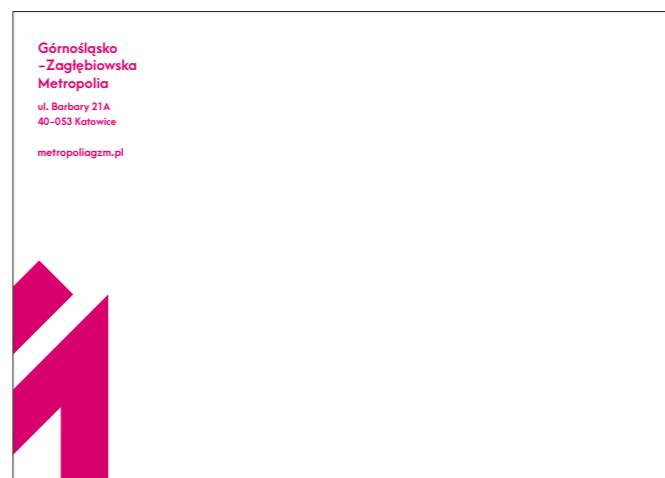 Górnośląsko
-Zagłębiowska
Metropolia
ul. Barbary 21A
40-053 Katowice
metropoliagzm.pl